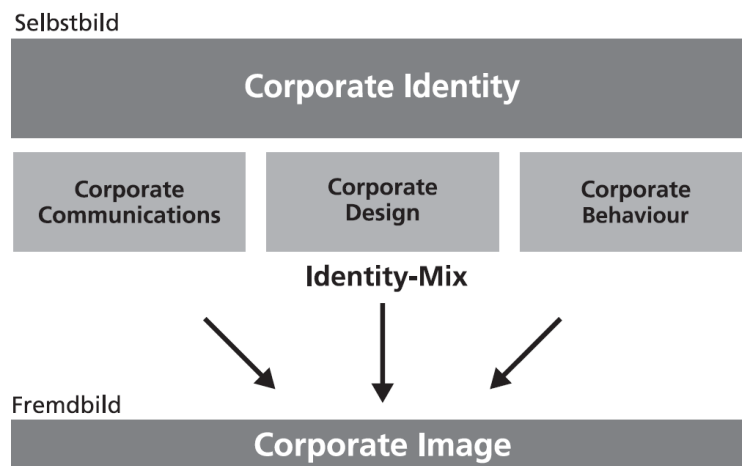 Selbstbild
Corporate Identity
Corporate
Communications
Corporate
Design
Corporate
Behaviour
Identity-Mix
Fremdbild
Corporate Image